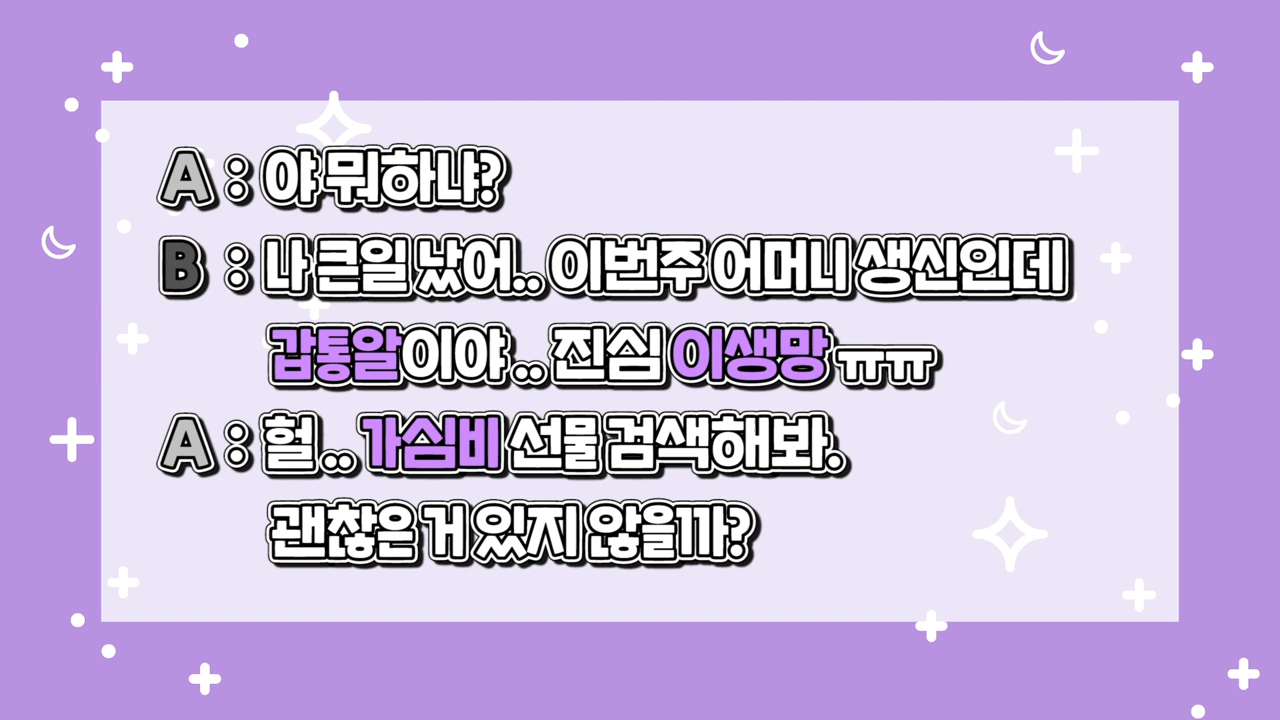 A : 야 뭐하냐?
B : 나 큰일 났어.. 이번주 어머니 생신인데
갑통알이야 .. 진심 이생망 ㅠㅠ
A : 헐 .. 가심비 선물 검색해봐.
괜찮은 거 있지 않을까?